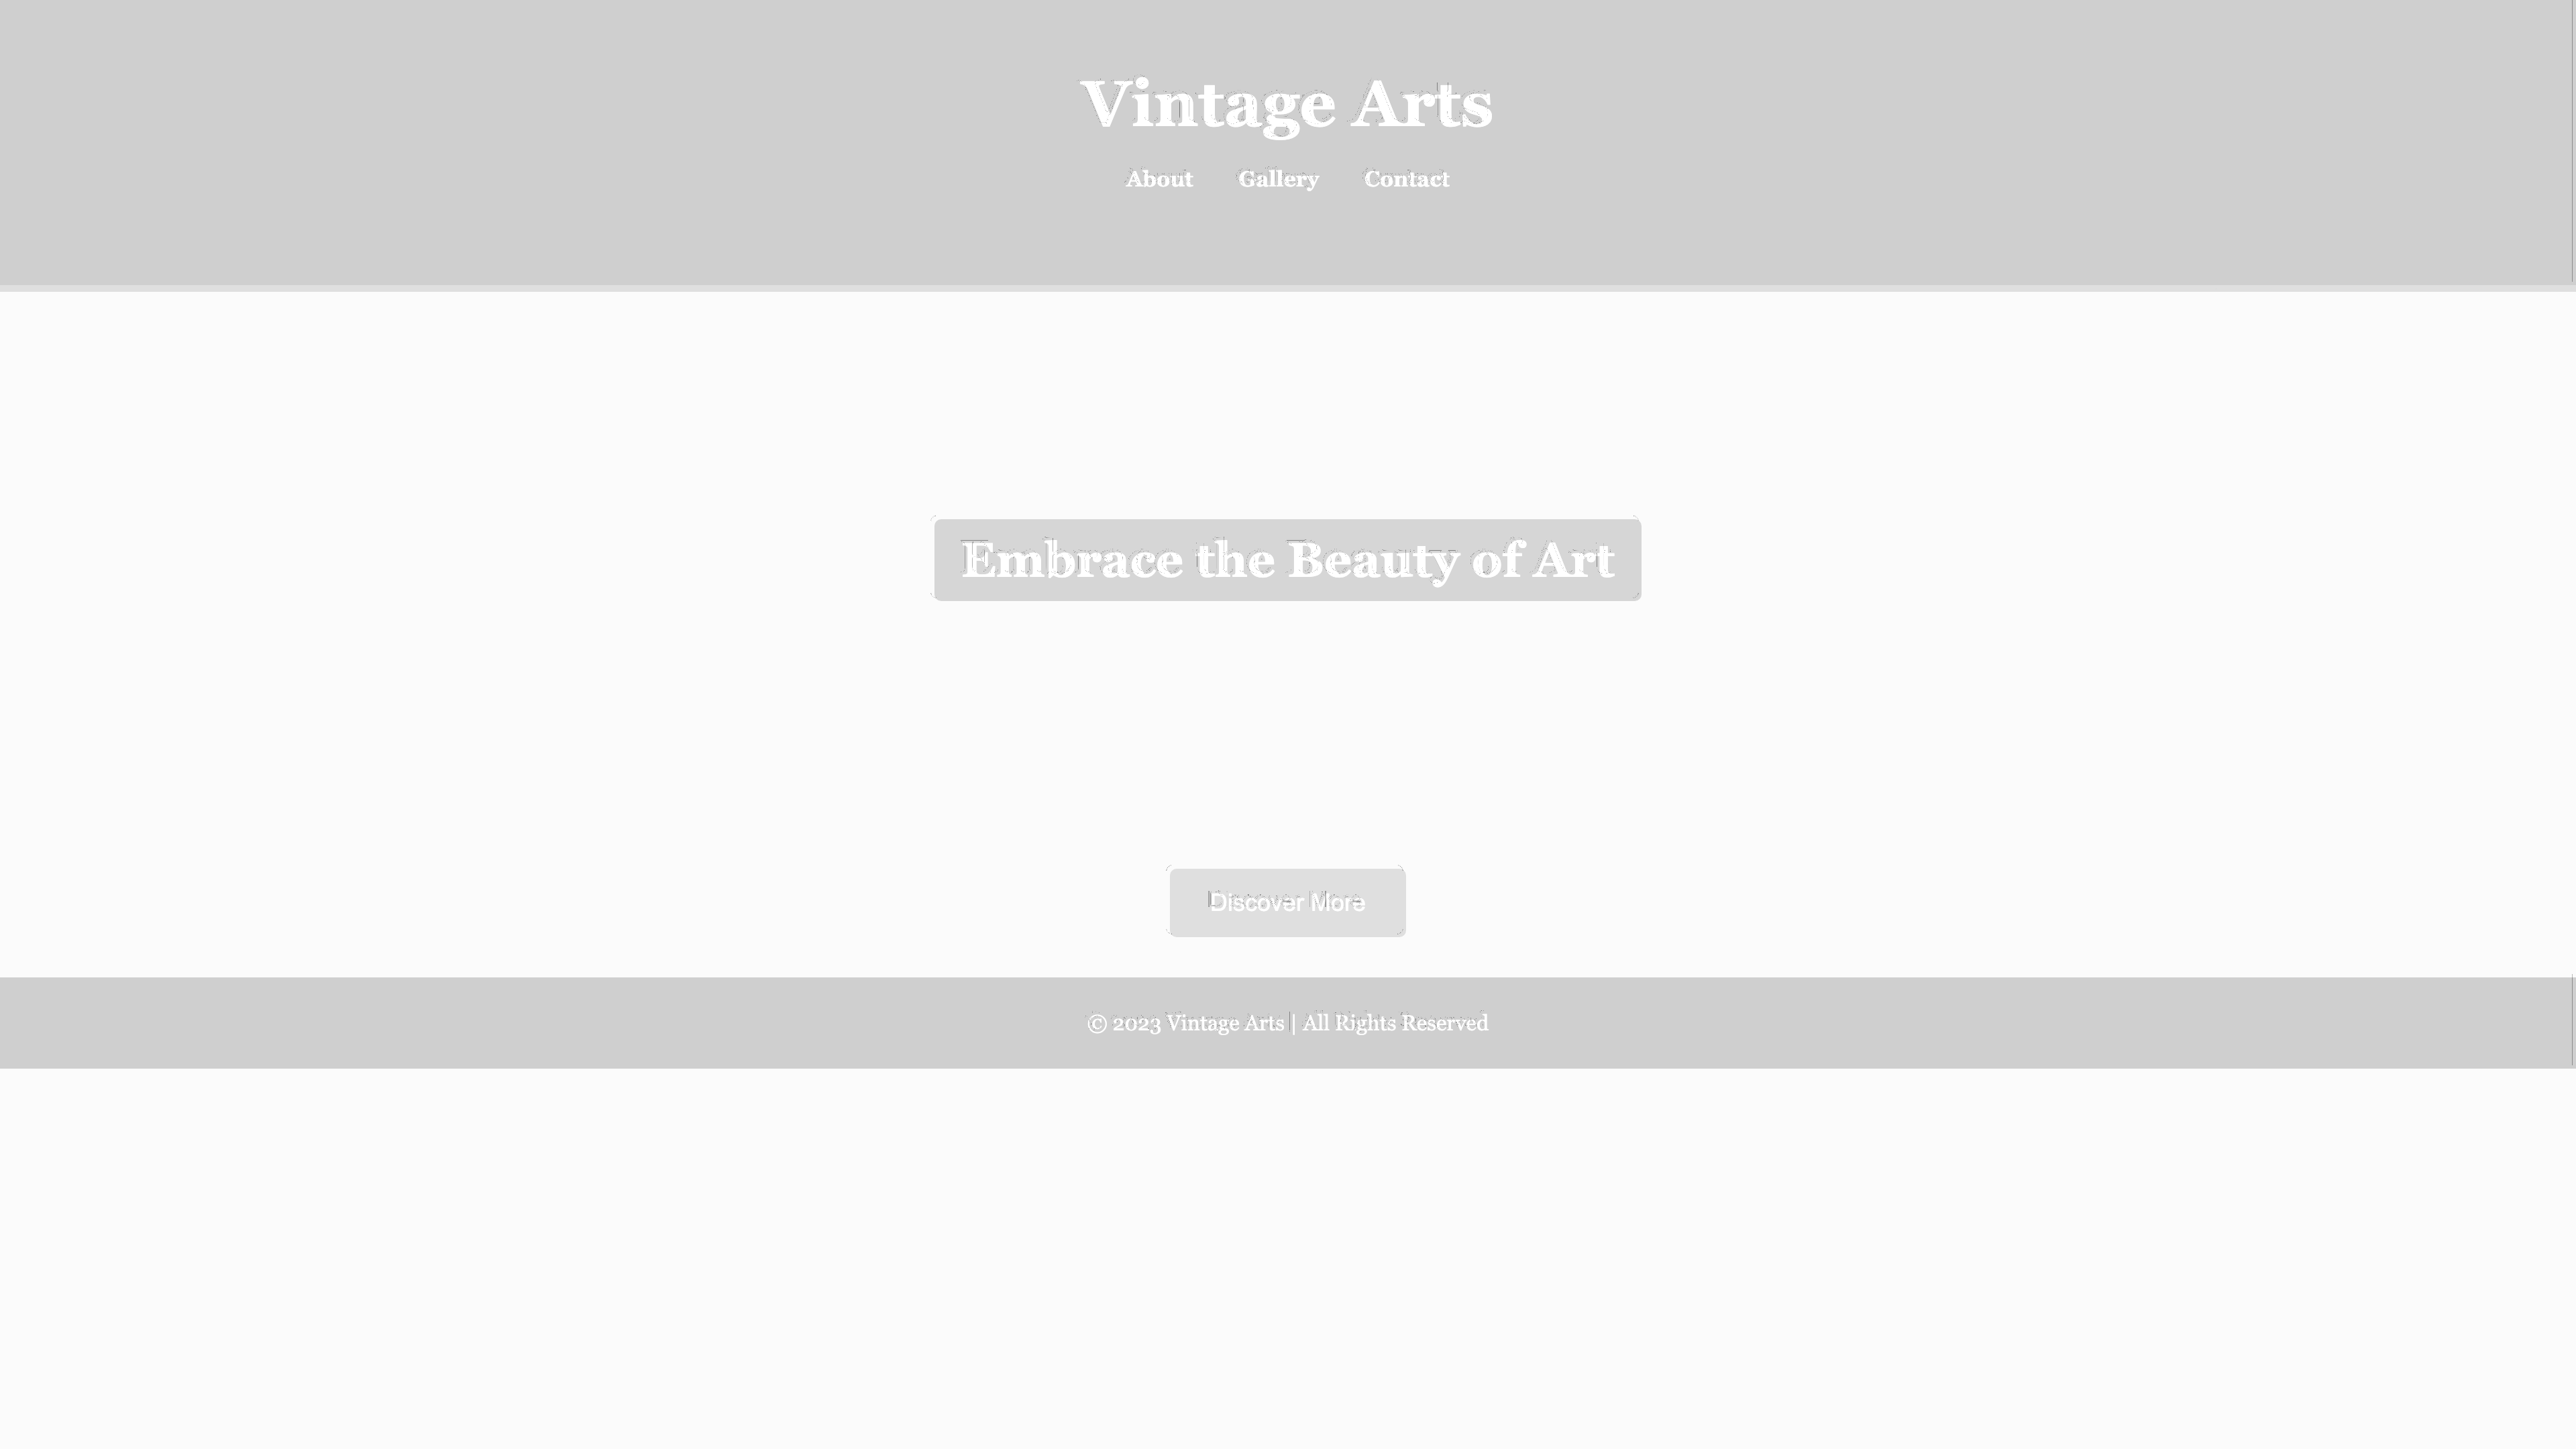 Vintage Arts
About Gallery Contact
Embrace the Beauty of Art
Discover More
© 2023 Vintage Arts | All Rights Reserved